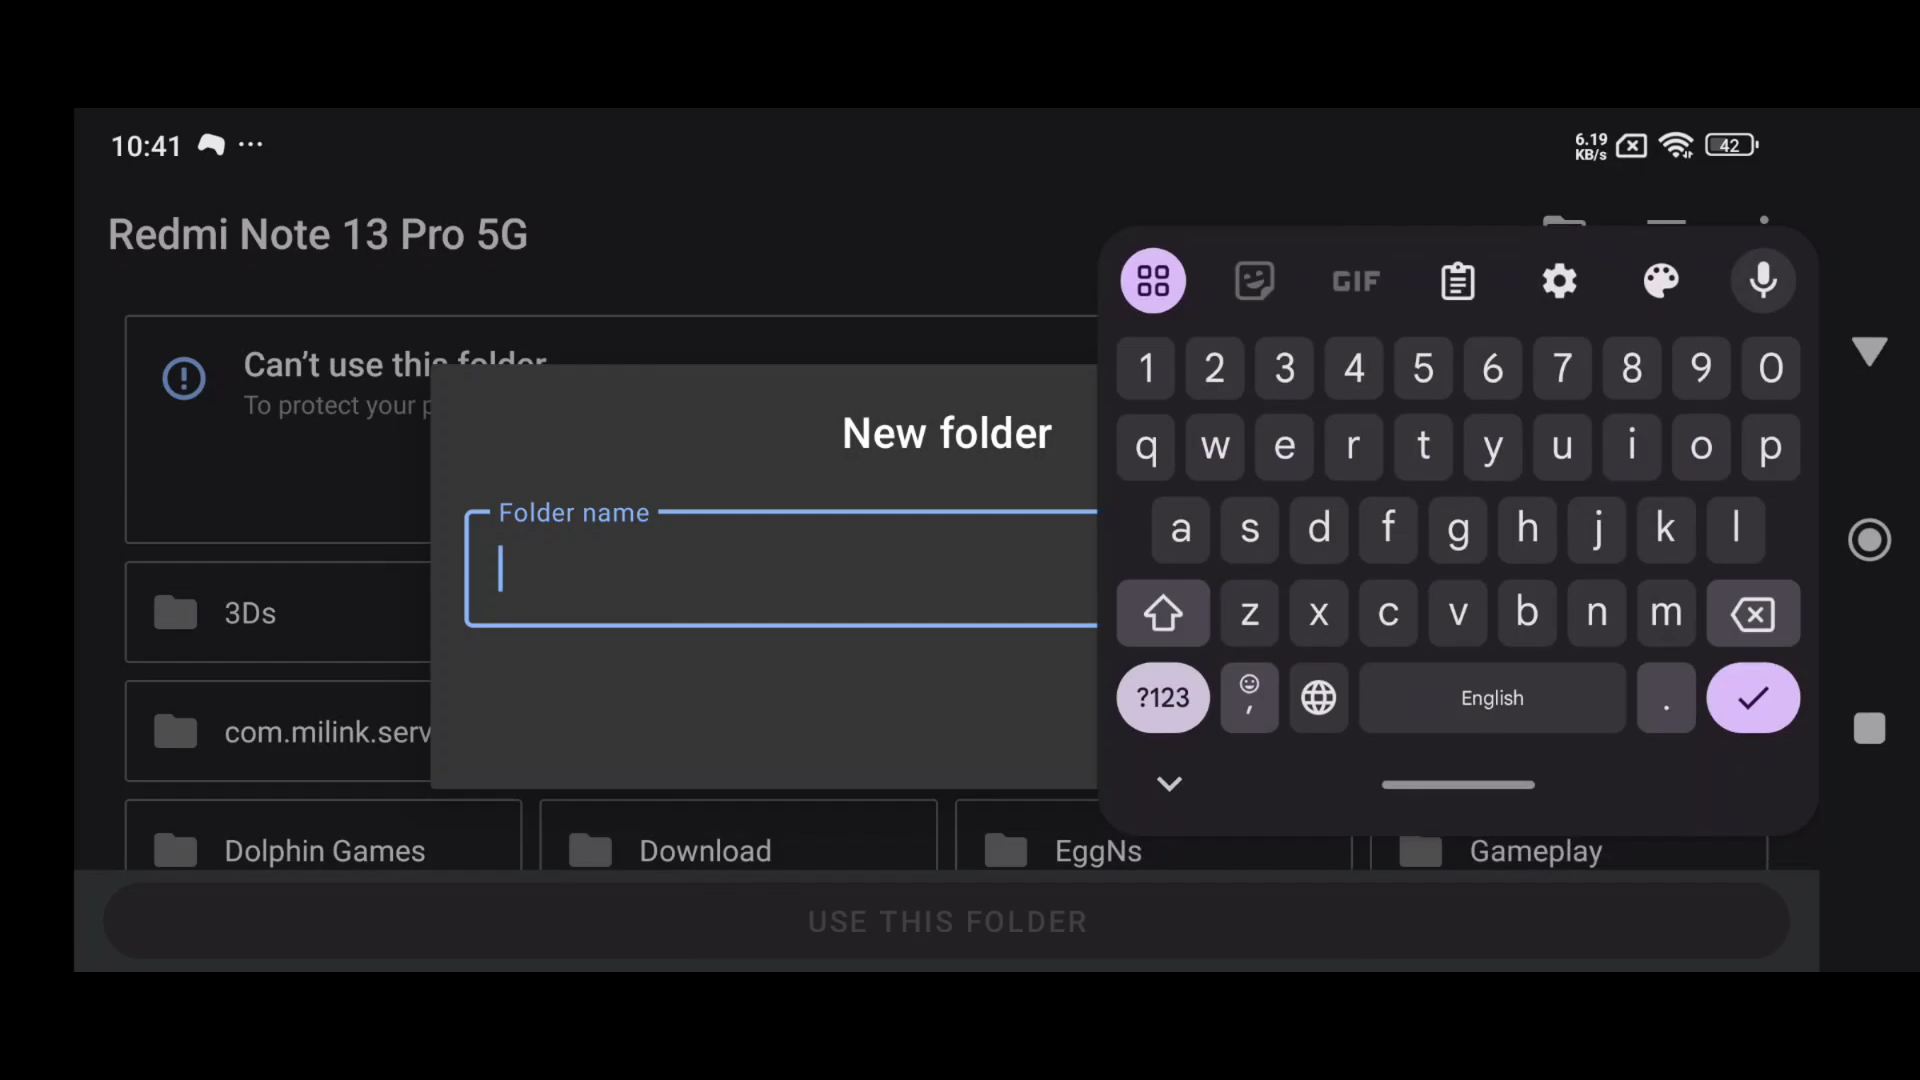 10:41 ...
6.19
KB/s
42
Redmi Note 13 Pro 5G
Can't use this folder
To protect your
New folder
Folder name
3Ds
com.milink.serv
Dolphin Games
Download
EggNs
Gameplay
USE THIS FOLDER
GIF
1 2 3 4 5 6 7 8 9 0
q w e r t y u i o p
a s d f g h j k l
z x c v b n m
?123 , English .